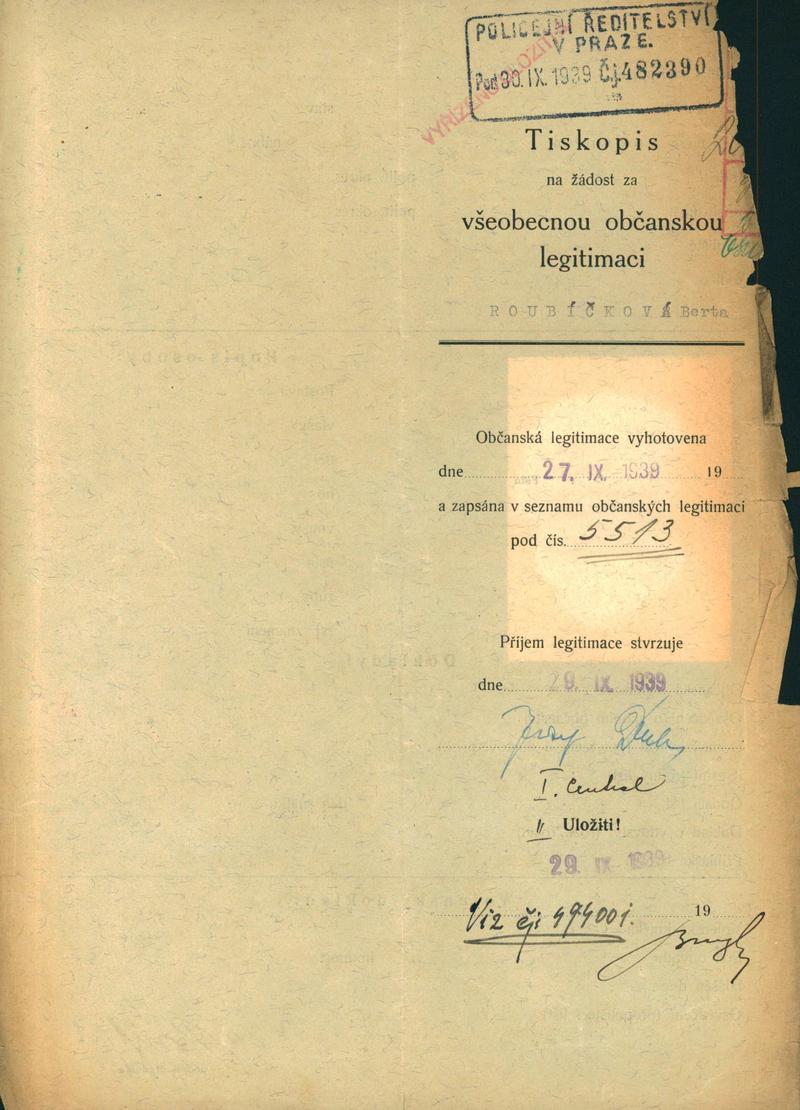 POLICEJNÍ ŘEDITELSTVÍ
V PRAZE.
30.IX.1939 Čj.482390
Tiskopis
na žádost za
všeobecnou občanskou
legitimaci
ROUBÍČKOVÁ Berta
Občanská legitimace vyhotovena
dne 27. IX. 1939 19
a zapsána v seznamu občanských legitimací
pod čís. 5513
Příjem legitimace stvrzuje
dne 29. IX. 1939
I. Central
II Uložiti!
29. IX 1939
Viz čj: 494001. 19